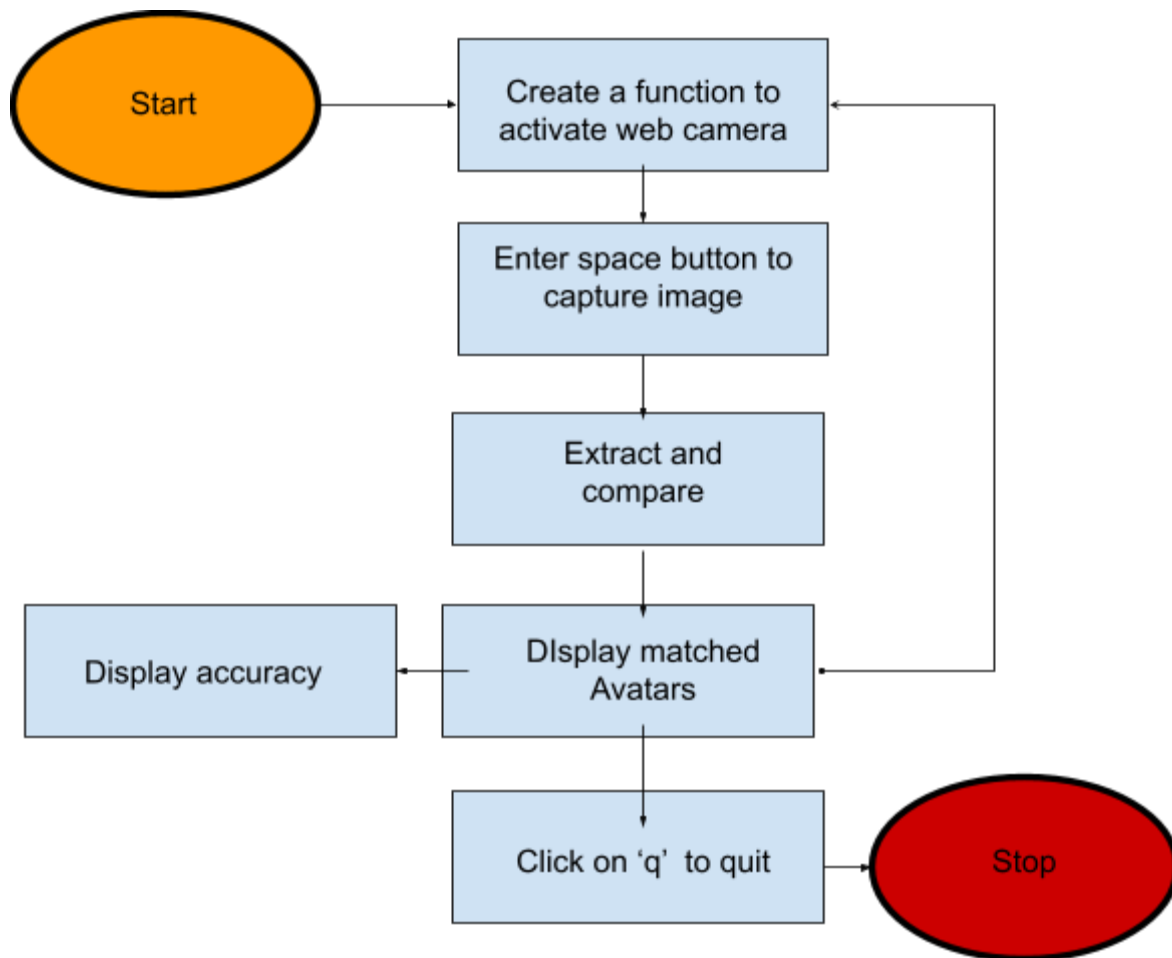 Start
Create a function to
activate web camera
Enter space button to
capture image
Extract and
compare
Display accuracy
DIsplay matched
Avatars
Click on ‘q’ to quit
Stop